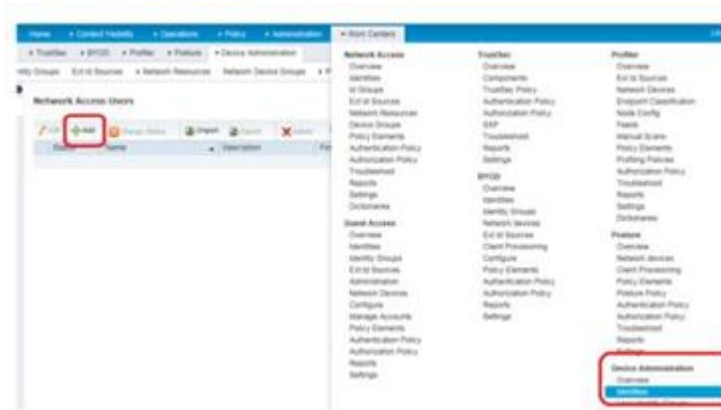 Home Context Visibility Operations Policy Administration Work Centers
TrustSec BYOD Profiler Posture Device Administration
Groups Ext Id Sources Network Resources Network Device Groups
Network Access Users
Edit Add Change Status Import Export Delete
Status Name Description
Network Access
Overview
Identities
Id Groups
Ext Id Sources
Network Resources
Device Groups
Policy Elements
Authentication Policy
Authorization Policy
Troubleshoot
Reports
Settings
Dictionaries
Guest Access
Overview
Identities
Identity Groups
Ext Id Sources
Administration
Network Devices
Configure
Manage Accounts
Policy Elements
Authentication Policy
Authorization Policy
Reports
Settings
TrustSec
Overview
Components
TrustSec Policy
Authentication Policy
Authorization Policy
SXP
Troubleshoot
Reports
Settings
BYOD
Overview
Identities
Identity Groups
Network devices
Ext Id Sources
Client Provisioning
Configure
Policy Elements
Authentication Policy
Authorization Policy
Reports
Settings
Profiler
Overview
Ext Id Sources
Network Devices
Endpoint Classification
Node Config
Feeds
Manual Scans
Policy Elements
Profiling Policies
Authorization Policy
Troubleshoot
Reports
Settings
Dictionaries
Posture
Overview
Network devices
Client Provisioning
Policy Elements
Posture Policy
Authentication Policy
Authorization Policy
Troubleshoot
Reports
Settings
Device Administration
Overview
Identities